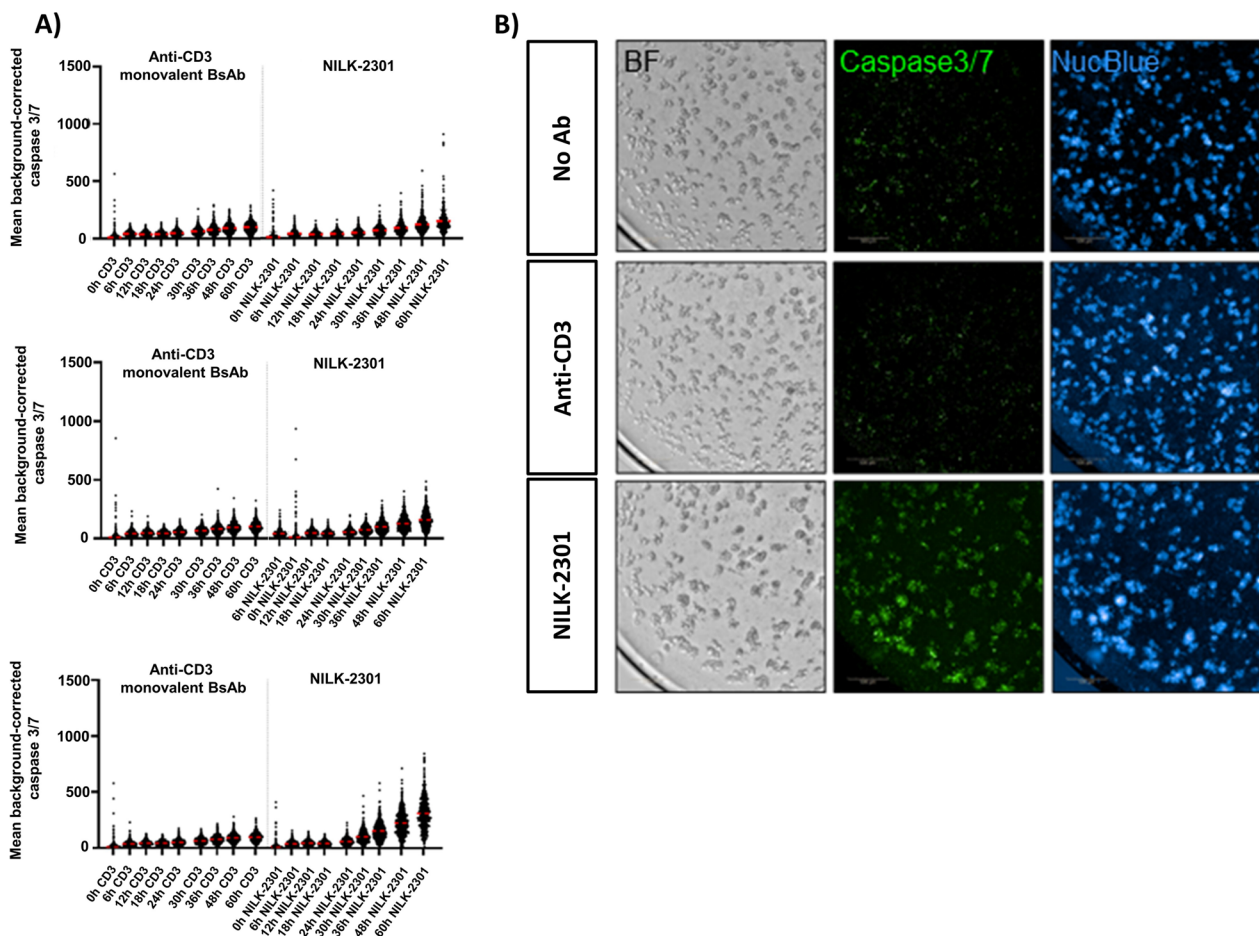 A)
Anti-CD3
monovalent BsAb
NILK-2301
Mean background-corrected
caspase 3/7
1500
1000
500
0
0h CD3
6h CD3
12h CD3
18h CD3
24h CD3
30h CD3
36h CD3
48h CD3
60h CD3
0h NILK-2301
6h NILK-2301
12h NILK-2301
18h NILK-2301
24h NILK-2301
30h NILK-2301
36h NILK-2301
48h NILK-2301
60h NILK-2301
Anti-CD3
monovalent BsAb
NILK-2301
Mean background-corrected
caspase 3/7
1500
1000
500
0
0h CD3
6h CD3
12h CD3
18h CD3
24h CD3
30h CD3
36h CD3
48h CD3
60h CD3
6h NILK-2301
0h NILK-2301
12h NILK-2301
18h NILK-2301
24h NILK-2301
30h NILK-2301
36h NILK-2301
48h NILK-2301
60h NILK-2301
Anti-CD3
monovalent BsAb
NILK-2301
Mean background-corrected
caspase 3/7
1500
1000
500
0
0h CD3
6h CD3
12h CD3
18h CD3
24h CD3
30h CD3
36h CD3
48h CD3
60h CD3
0h NILK-2301
6h NILK-2301
12h NILK-2301
18h NILK-2301
24h NILK-2301
30h NILK-2301
36h NILK-2301
48h NILK-2301
60h NILK-2301
B)
No Ab
BF
Caspase3/7
NucBlue
Anti-CD3
NILK-2301